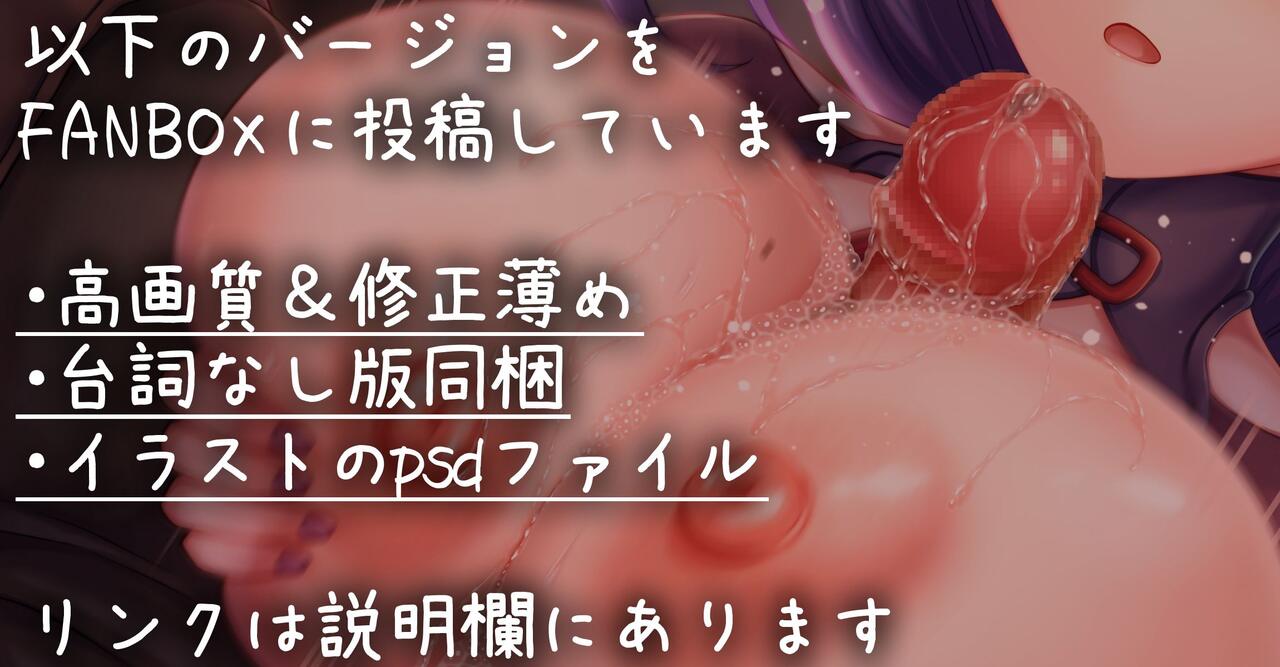 以下のバージョンを
FANBOXに投稿しています
・高画質＆修正薄め
・台詞なし版同梱
・イラストのpsdファイル
リンクは説明欄にあります